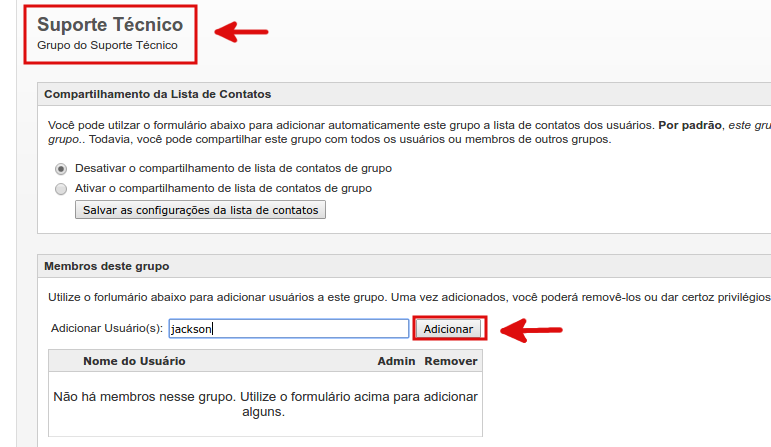 Suporte Técnico
Grupo do Suporte Técnico
Compartilhamento da Lista de Contatos
Você pode utilzar o formulário abaixo para adicionar automaticamente este grupo a lista de contatos dos usuários. Por padrão, este gru
grupo.. Todavia, você pode compartilhar este grupo com todos os usuários ou membros de outros grupos.
Desativar o compartilhamento de lista de contatos de grupo
Ativar o compartilhamento de lista de contatos de grupo
Salvar as configurações da lista de contatos
Membros deste grupo
Utilize o forlumário abaixo para adicionar usuários a este grupo. Uma vez adicionados, você poderá removê-los ou dar certoz privilégios
Adicionar Usuário(s): jackson Adicionar
Nome do Usuário Admin Remover
Não há membros nesse grupo. Utilize o formulário acima para adicionar
alguns.